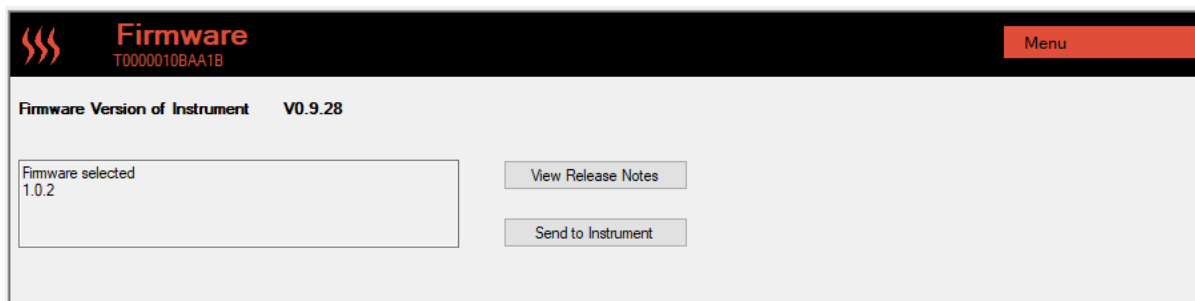 Firmware
T0000010BAA1B
Menu
Firmware Version of Instrument V0.9.28
Firmware selected
1.0.2
View Release Notes
Send to Instrument